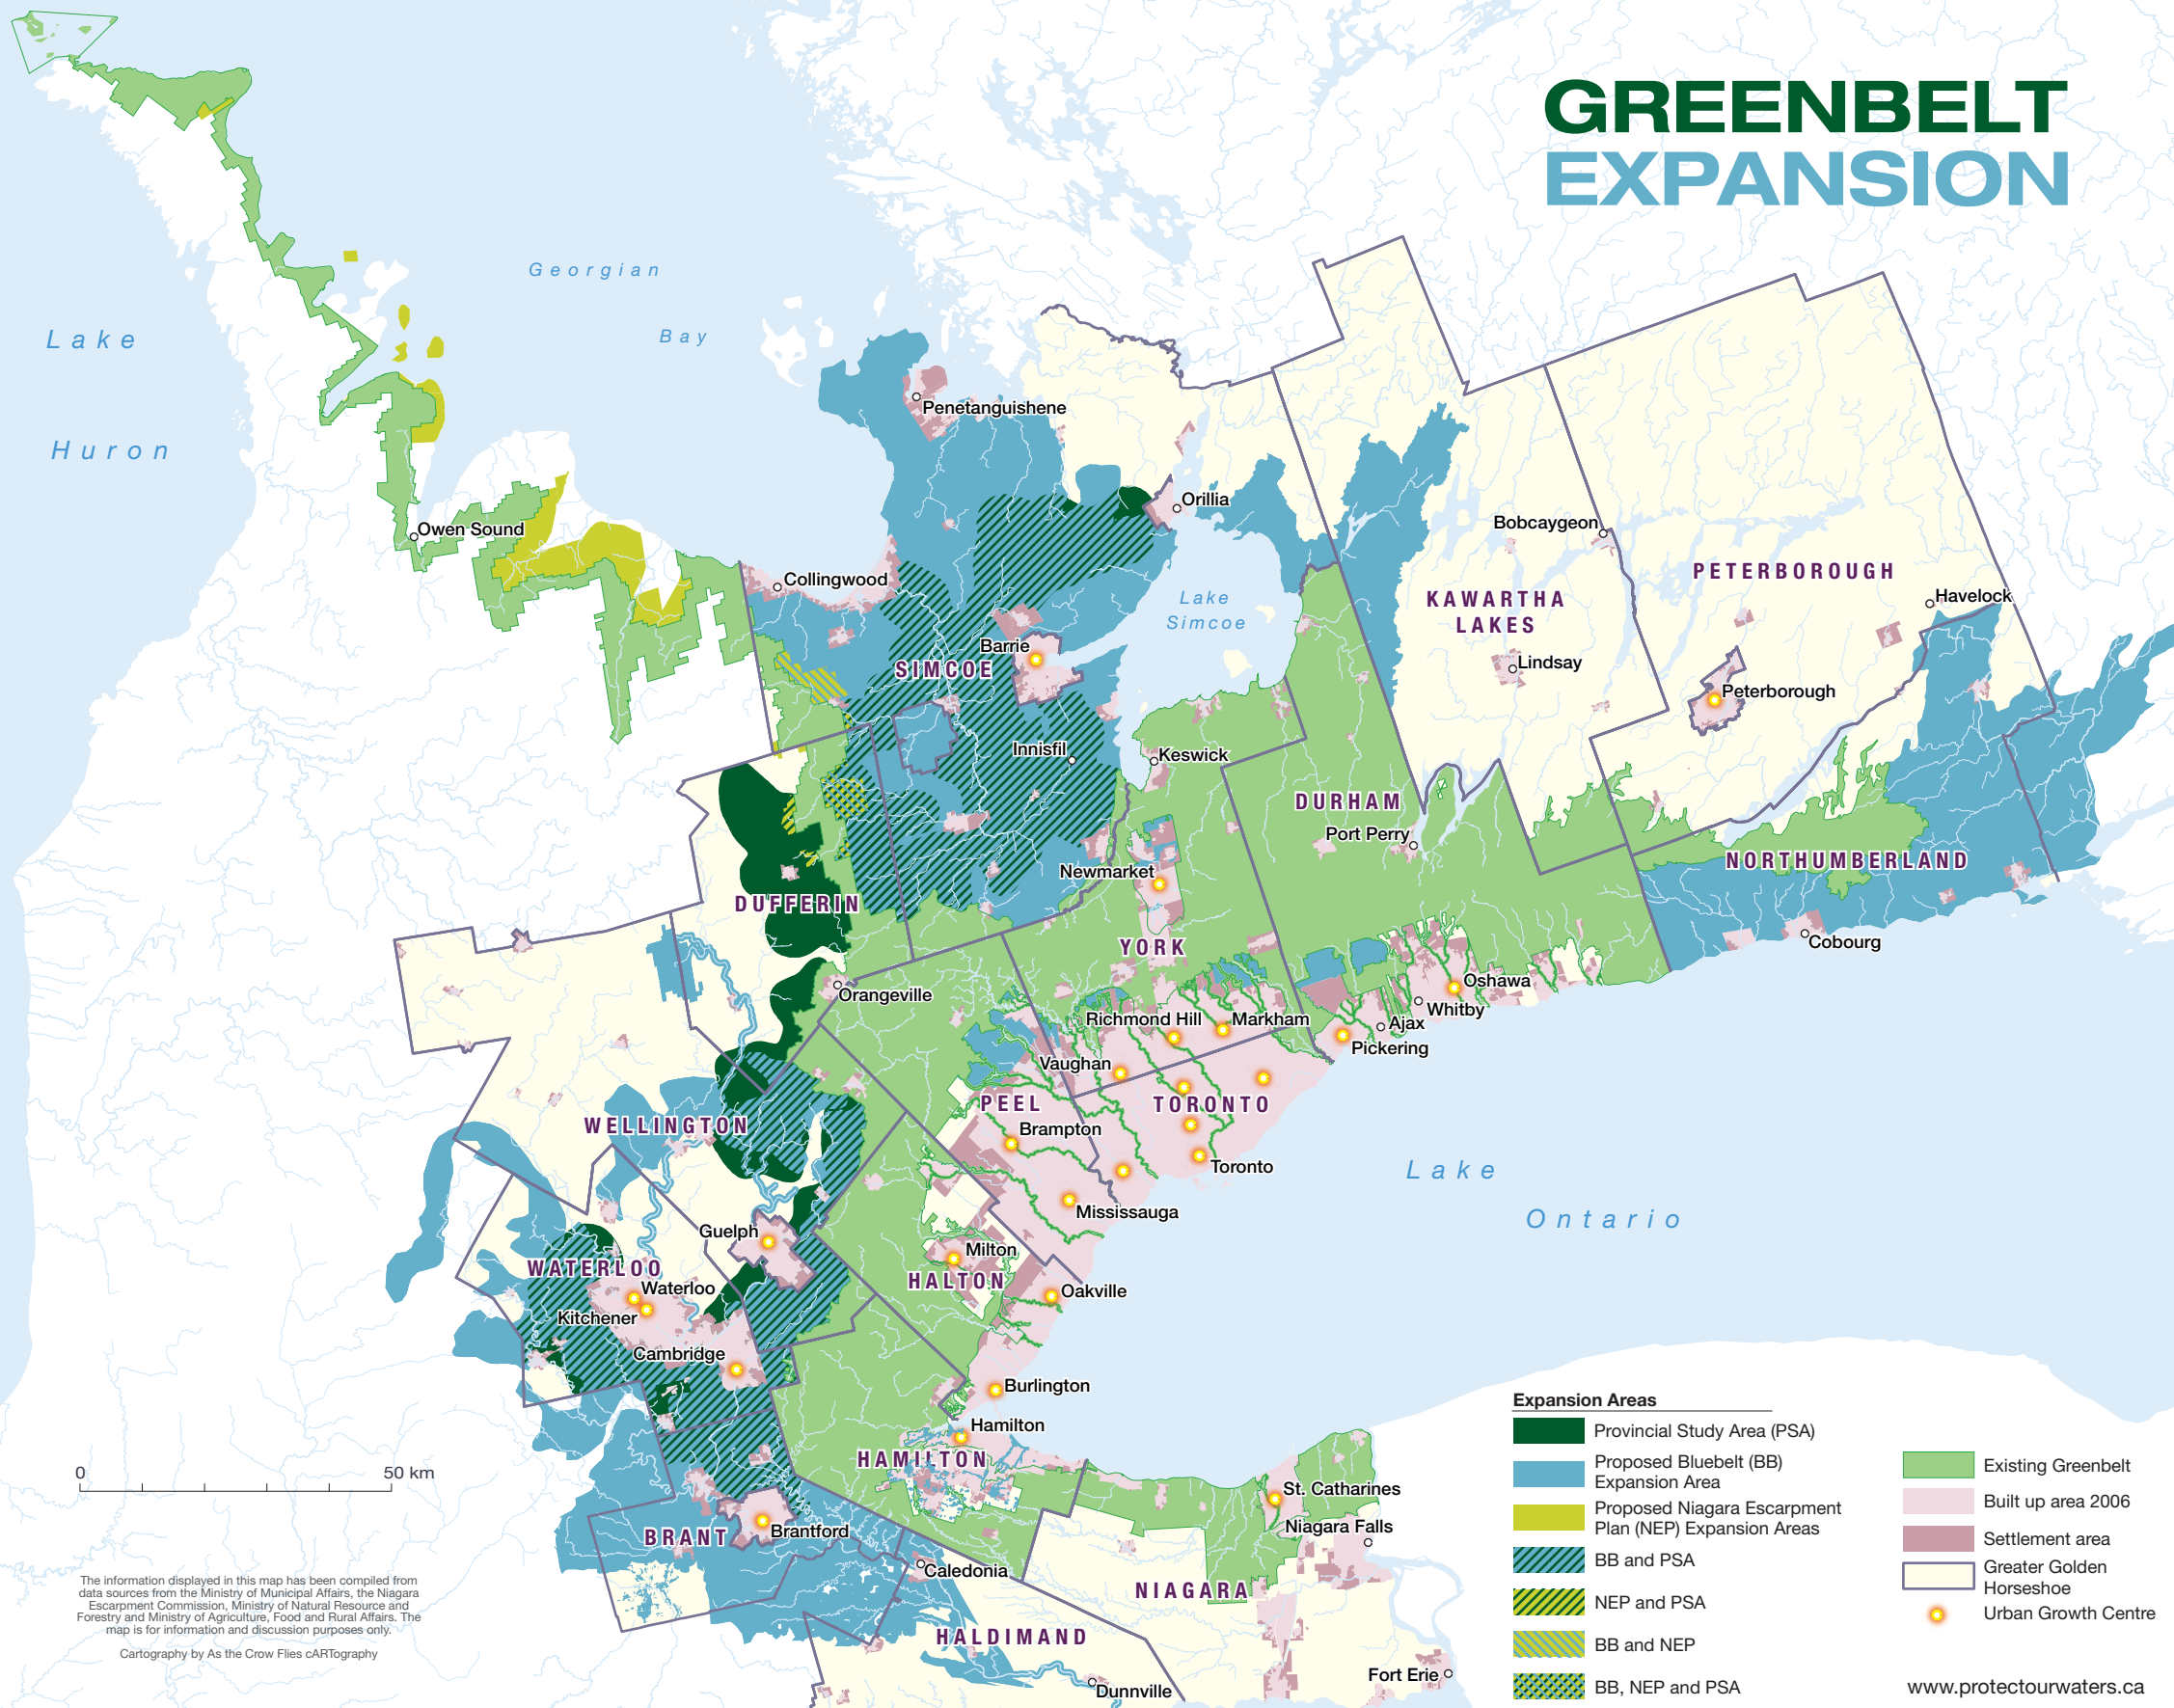 GREENBELT
EXPANSION
Georgian
Bay
Lake
Huron
Penetanguishene
Orillia
Owen Sound
Collingwood
Lake
Simcoe
Barrie
SIMCOE
Innisfil
Keswick
Bobcaygeon
KAWARTHA
LAKES
PETERBOROUGH
Havelock
Lindsay
Peterborough
DURHAM
Port Perry
NORTHUMBERLAND
Cobourg
Newmarket
DUFFERIN
YORK
Orangeville
Oshawa
Whitby
Ajax
Pickering
Richmond Hill
Markham
Vaughan
PEEL
TORONTO
Brampton
Toronto
Mississauga
Lake
Ontario
WELLINGTON
Guelph
WATERLOO
Waterloo
Kitchener
Cambridge
Milton
HALTON
Oakville
Burlington
Hamilton
HAMILTON
St. Catharines
Niagara Falls
BRANT
Brantford
Caledonia
NIAGARA
HALDIMAND
Dunnville
Fort Erie
0 50 km
The information displayed in this map has been compiled from
data sources from the Ministry of Municipal Affairs, the Niagara
Escarpment Commission, Ministry of Natural Resource and
Forestry and Ministry of Agriculture, Food and Rural Affairs. The
map is for information and discussion purposes only.
Cartography by As the Crow Flies cARTography
Expansion Areas
Provincial Study Area (PSA)
Proposed Bluebelt (BB)
Expansion Area
Proposed Niagara Escarpment
Plan (NEP) Expansion Areas
BB and PSA
NEP and PSA
BB and NEP
BB, NEP and PSA
Existing Greenbelt
Built up area 2006
Settlement area
Greater Golden
Horseshoe
Urban Growth Centre
www.protectourwaters.ca